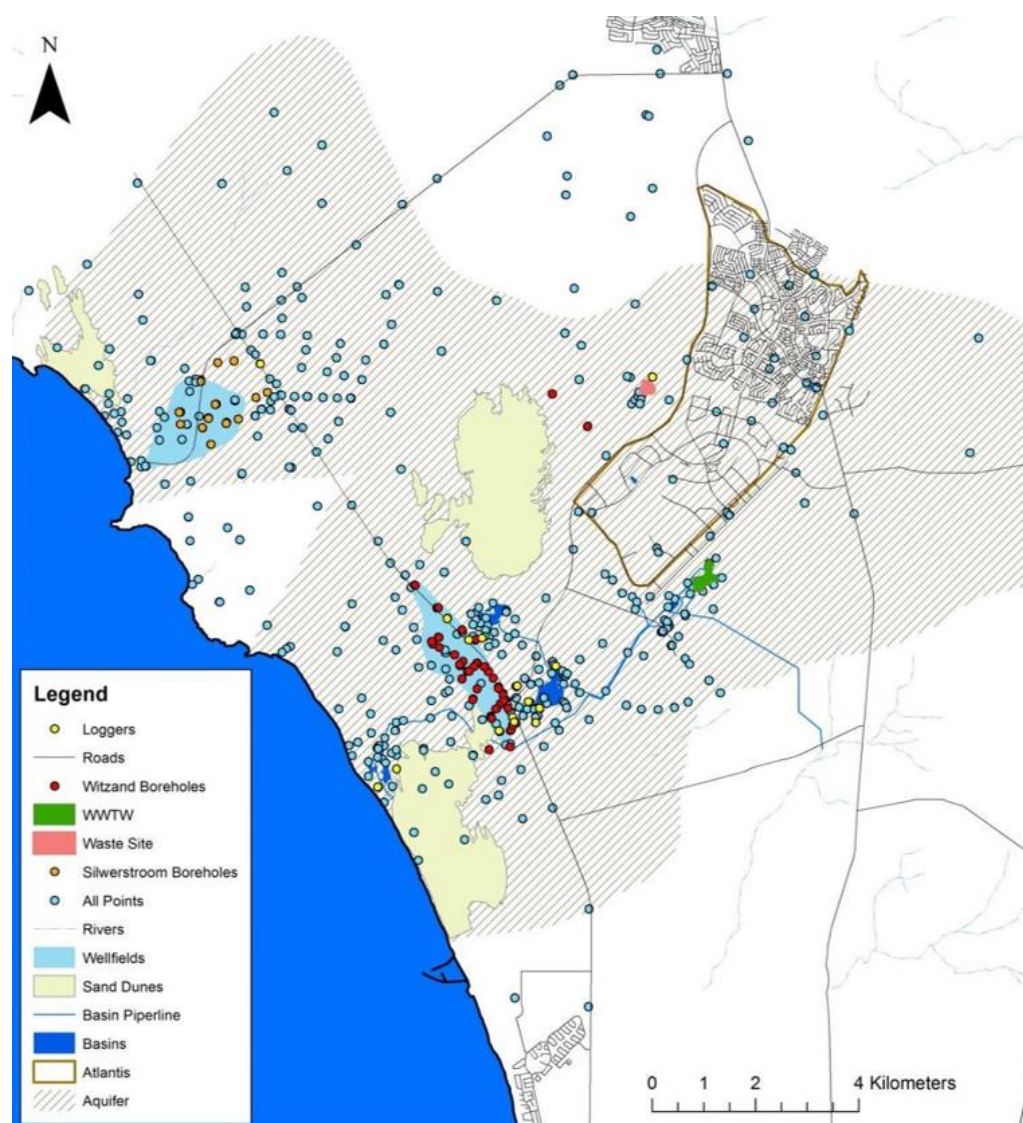 N
Legend
Loggers
Roads
Witzand Boreholes
WWTW
Waste Site
Silwerstroom Boreholes
All Points
Rivers
Wellfields
Sand Dunes
Basin Piperline
Basins
Atlantis
Aquifer
0 1 2 4 Kilometers